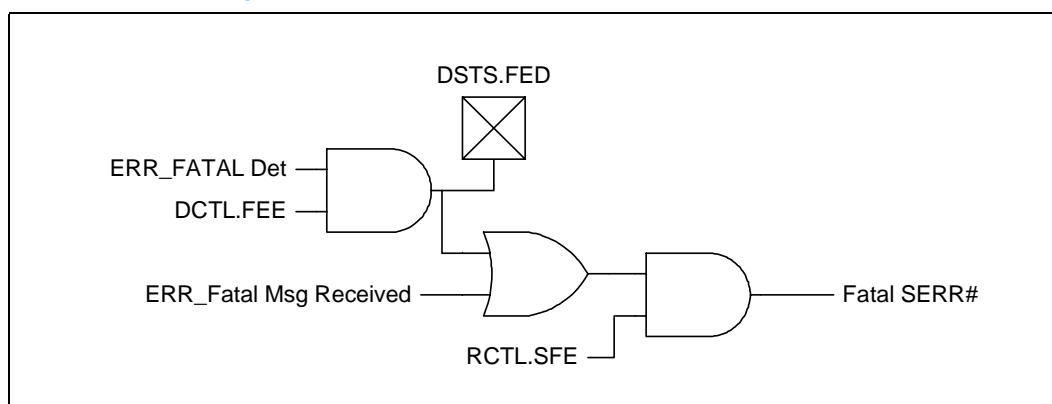 DSTS.FED
ERR_FATAL Det
DCTL.FEE
ERR_Fatal Msg Received
Fatal SERR#
RCTL.SFE